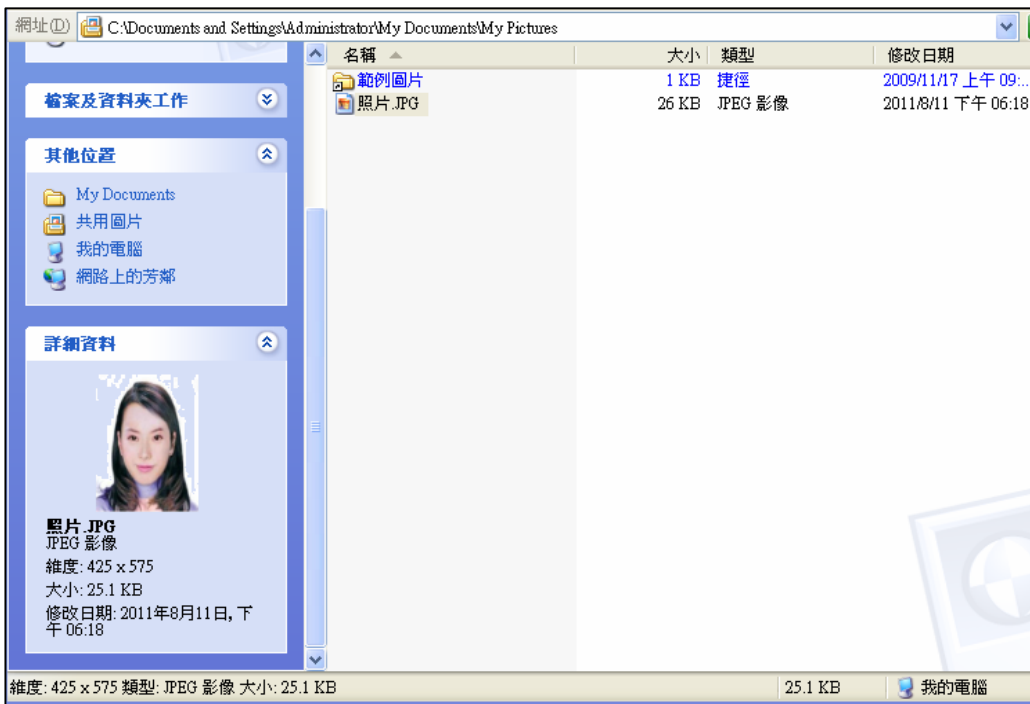 網址(D) C:\Documents and Settings\Administrator\My Documents\My Pictures
名稱 大小 類型 修改日期
範例圖片 1 KB 捷徑 2009/11/17 上午 09:...
照片.JPG 26 KB JPEG 影像 2011/8/11 下午 06:18
檔案及資料夾工作
其他位置
My Documents
共用圖片
我的電腦
網路上的芳鄰
詳細資料
照片.JPG
JPEG 影像
維度: 425 x 575
大小: 25.1 KB
修改日期: 2011年8月11日, 下
午 06:18
維度: 425 x 575 類型: JPEG 影像 大小: 25.1 KB 25.1 KB 我的電腦